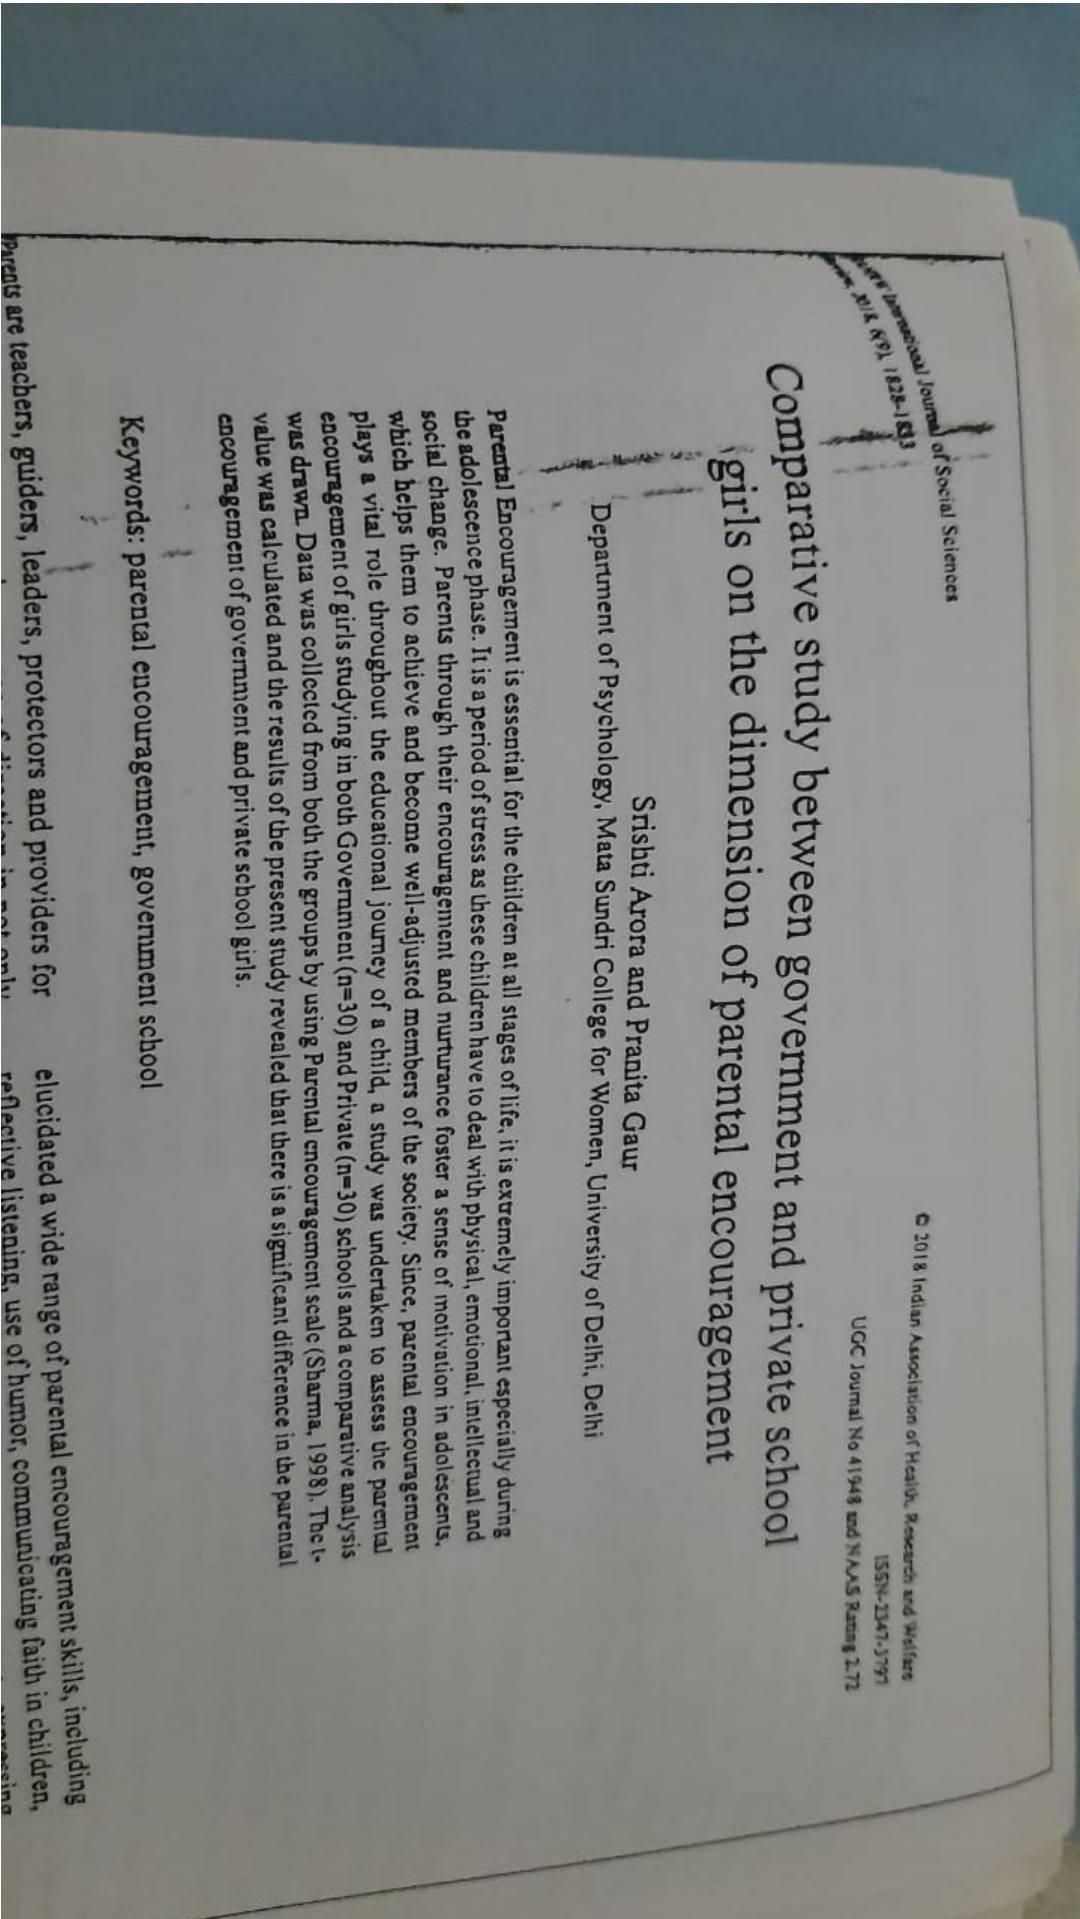 International Journal of Social Sciences
2018, 6(9), 1828-1833
© 2018 Indian Association of Health, Research and Welfare
ISSN-2347-3797
UGC Journal No 41948 and NAAS Rating 2.72
Comparative study between government and private school
girls on the dimension of parental encouragement
Srishti Arora and Pranita Gaur
Department of Psychology, Mata Sundri College for Women, University of Delhi, Delhi
Parental Encouragement is essential for the children at all stages of life, it is extremely important especially during
the adolescence phase. It is a period of stress as these children have to deal with physical, emotional, intellectual and
social change. Parents through their encouragement and nurturance foster a sense of motivation in adolescents,
which helps them to achieve and become well-adjusted members of the society. Since, parental encouragement
plays a vital role throughout the educational journey of a child, a study was undertaken to assess the parental
encouragement of girls studying in both Government (n=30) and Private (n=30) schools and a comparative analysis
was drawn. Data was collected from both the groups by using Parental encouragement scale (Sharma, 1998). The t-
value was calculated and the results of the present study revealed that there is a significant difference in the parental
encouragement of government and private school girls.
Keywords: parental encouragement, government school
Parents are teachers, guiders, leaders, protectors and providers for
elucidated a wide range of parental encouragement skills, including
reflective listening, use of humor, communicating faith in children,